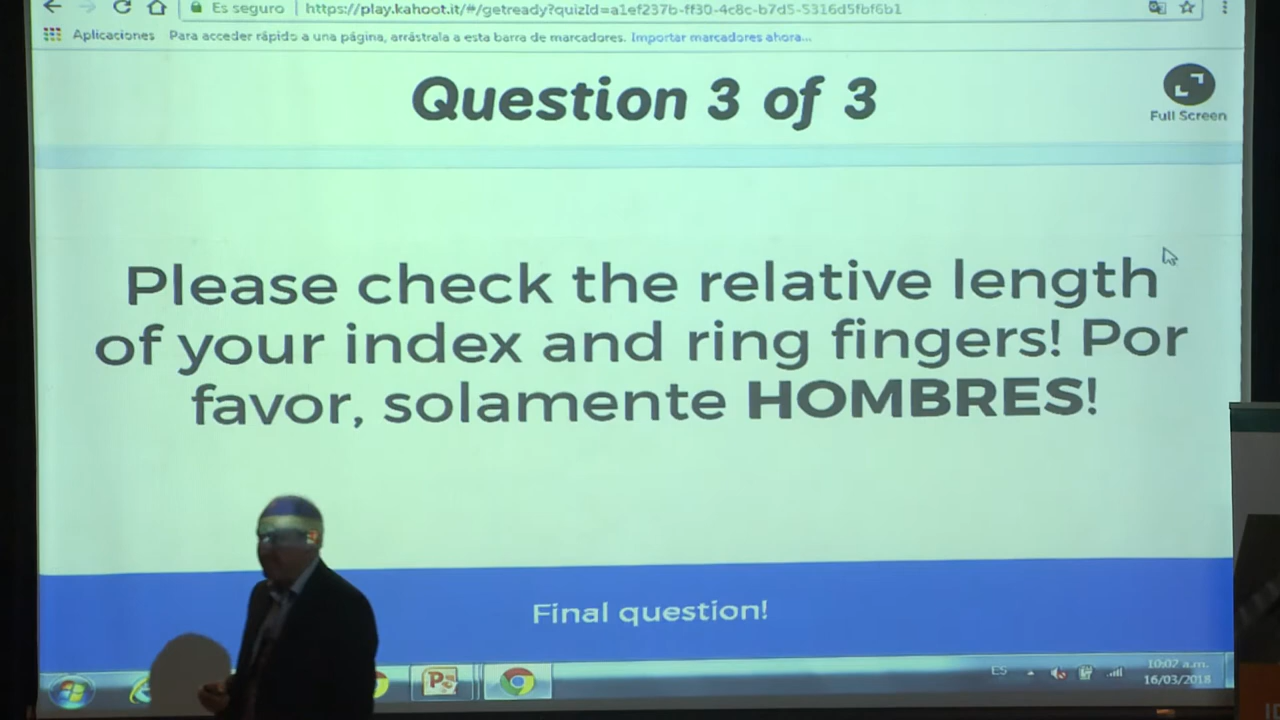 Es seguro
https://play.kahoot.it/#/getready?quizId=a1ef237b-ff30-4c8c-b7d5-5316d5fbf6b1
Aplicaciones Para acceder rápido a una página, arrástrala a esta barra de marcadores. Importar marcadores ahora...
Question 3 of 3
Full Screen
Please check the relative length
of your index and ring fingers! Por
favor, solamente HOMBRES!
Final question!
ES
10:02 a.m.
16/03/2018